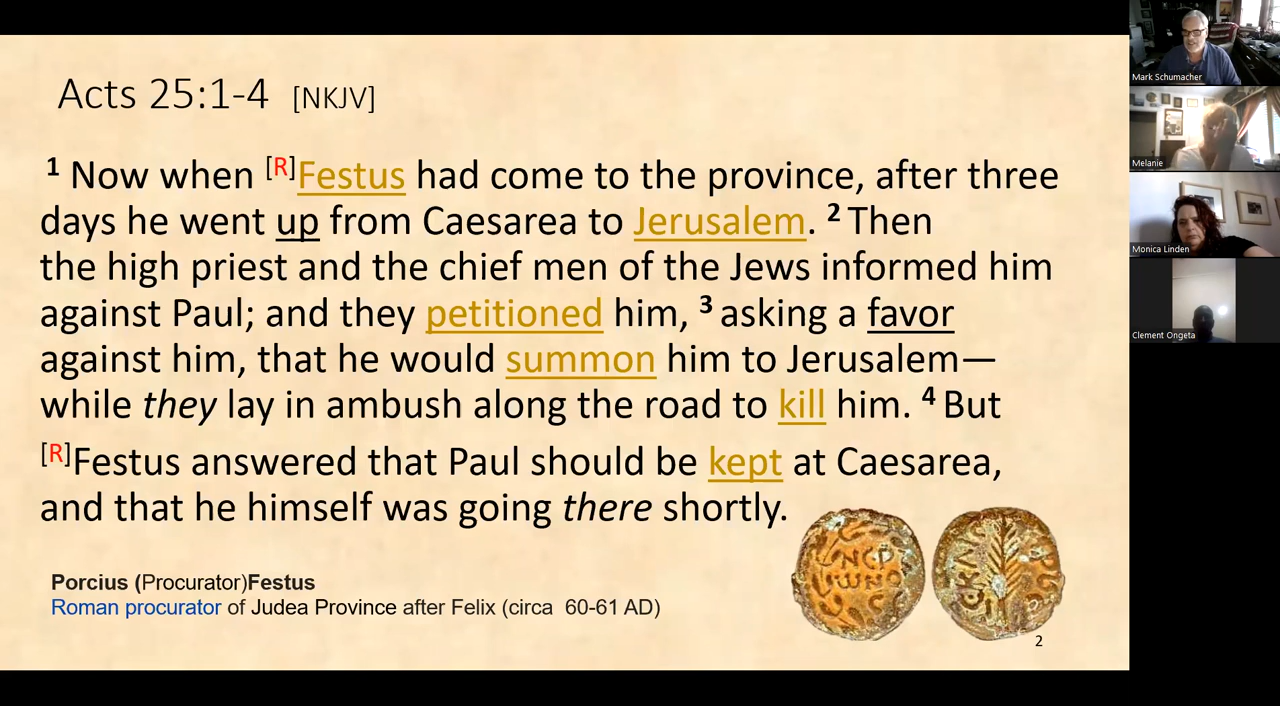 Acts 25:1-4 [NKJV]
1 Now when [R]Festus had come to the province, after three
days he went up from Caesarea to Jerusalem. 2 Then
the high priest and the chief men of the Jews informed him
against Paul; and they petitioned him, 3 asking a favor
against him, that he would summon him to Jerusalem—
while they lay in ambush along the road to kill him. 4 But
[R]Festus answered that Paul should be kept at Caesarea,
and that he himself was going there shortly.
Porcius (Procurator)Festus
Roman procurator of Judea Province after Felix (circa 60-61 AD)
2
Mark Schumacher
Melanie
Monica Linden
Clement Ongeta